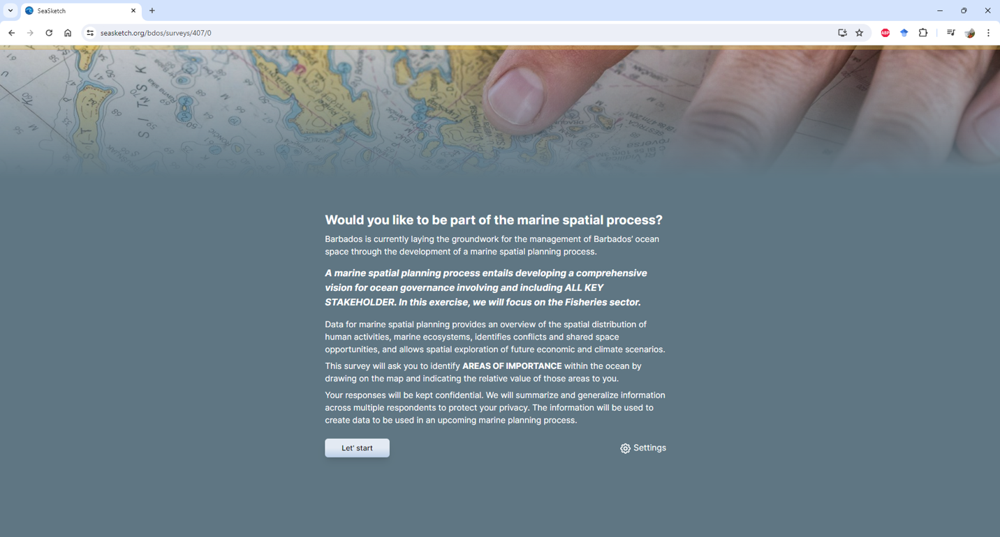 SeaSketch
seasketch.org/bdos/surveys/407/0
ABP
SITSKI
Would you like to be part of the marine spatial process?
Barbados is currently laying the groundwork for the management of Barbados’ ocean
space through the development of a marine spatial planning process.
A marine spatial planning process entails developing a comprehensive
vision for ocean governance involving and including ALL KEY
STAKEHOLDER. In this exercise, we will focus on the Fisheries sector.
Data for marine spatial planning provides an overview of the spatial distribution of
human activities, marine ecosystems, identifies conflicts and shared space
opportunities, and allows spatial exploration of future economic and climate scenarios.
This survey will ask you to identify AREAS OF IMPORTANCE within the ocean by
drawing on the map and indicating the relative value of those areas to you.
Your responses will be kept confidential. We will summarize and generalize information
across multiple respondents to protect your privacy. The information will be used to
create data to be used in an upcoming marine planning process.
Let' start
Settings